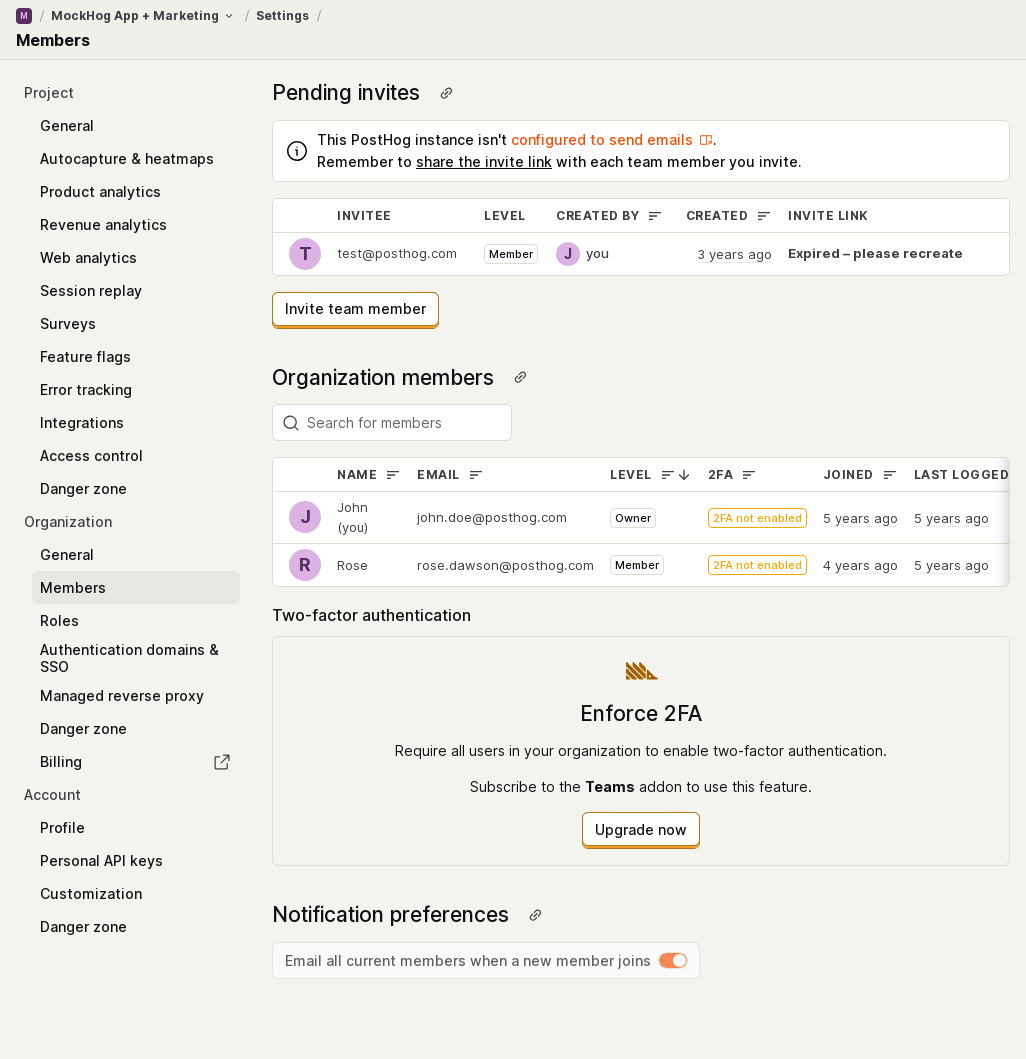 M / MockHog App + Marketing / Settings /
Members
Project
General
Autocapture & heatmaps
Product analytics
Revenue analytics
Web analytics
Session replay
Surveys
Feature flags
Error tracking
Integrations
Access control
Danger zone
Organization
General
Members
Roles
Authentication domains &
SSO
Managed reverse proxy
Danger zone
Billing
Account
Profile
Personal API keys
Customization
Danger zone
Pending invites
This PostHog instance isn't configured to send emails.
Remember to share the invite link with each team member you invite.
INVITEE LEVEL CREATED BY CREATED INVITE LINK
T test@posthog.com Member J you 3 years ago Expired – please recreate
Invite team member
Organization members
Search for members
NAME EMAIL LEVEL 2FA JOINED LAST LOGGED
J John (you) john.doe@posthog.com Owner 2FA not enabled 5 years ago 5 years ago
R Rose rose.dawson@posthog.com Member 2FA not enabled 4 years ago 5 years ago
Two-factor authentication
Enforce 2FA
Require all users in your organization to enable two-factor authentication.
Subscribe to the Teams addon to use this feature.
Upgrade now
Notification preferences
Email all current members when a new member joins